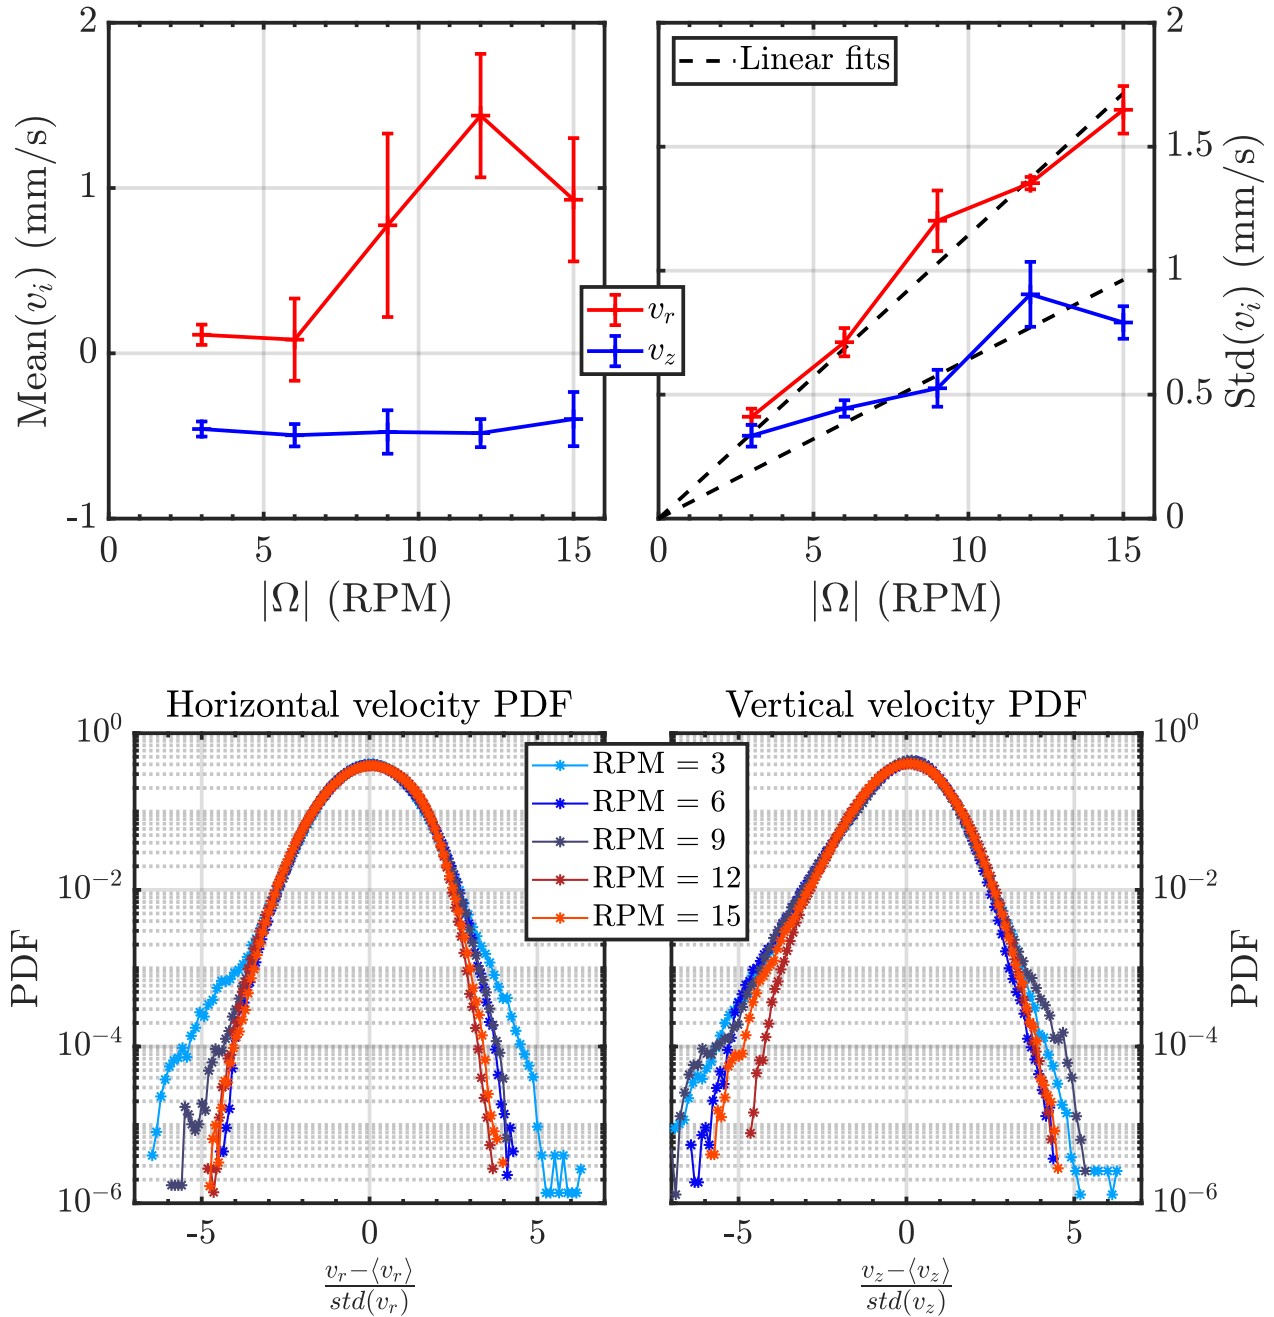 2
1
0
-1
0
5
10
15
Mean(v_i) (mm/s)
|Ω| (RPM)
Linear fits
2
1.5
1
0.5
0
0
5
10
15
Std(v_i) (mm/s)
|Ω| (RPM)
v_r
v_z
Horizontal velocity PDF
Vertical velocity PDF
10^0
10^-2
10^-4
10^-6
PDF
-5
0
5
v_r−⟨v_r⟩
std(v_r)
RPM = 3
RPM = 6
RPM = 9
RPM = 12
RPM = 15
10^0
10^-2
10^-4
10^-6
PDF
-5
0
5
v_z−⟨v_z⟩
std(v_z)